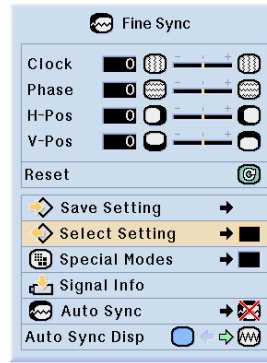 Fine Sync
Clock 0
Phase 0
H-Pos 0
V-Pos 0
Reset
Save Setting
Select Setting
Special Modes
Signal Info
Auto Sync
Auto Sync Disp